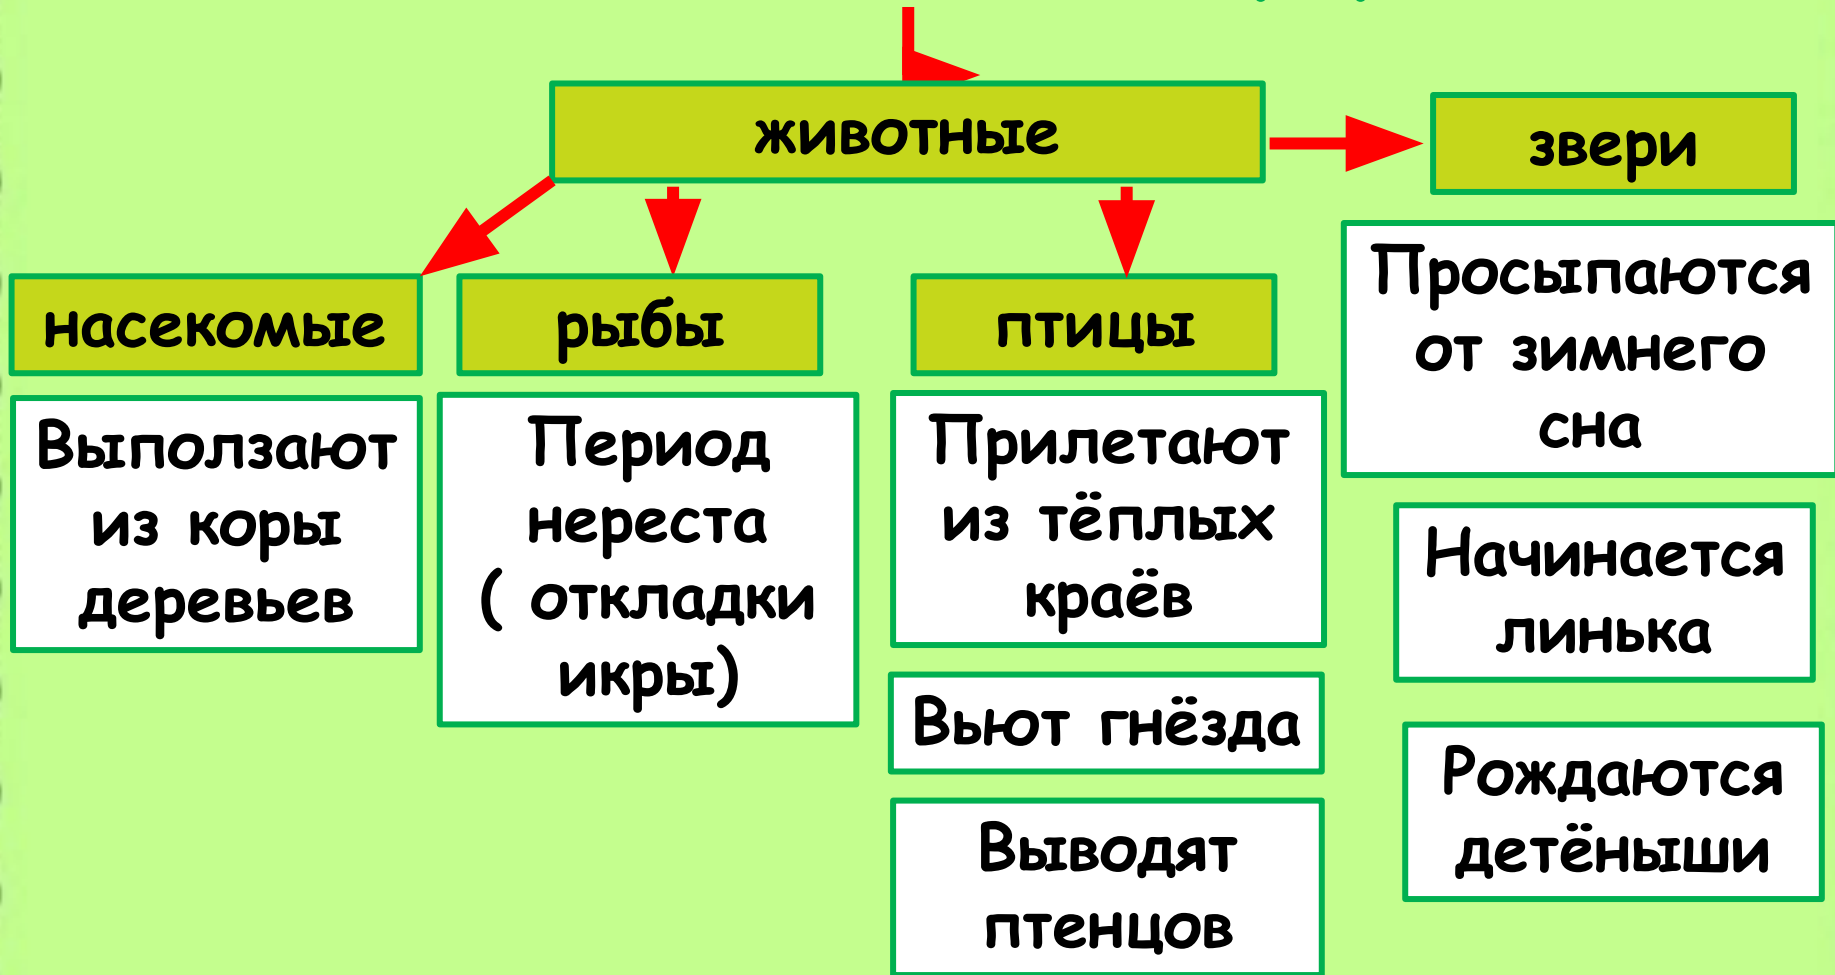 животные
звери
насекомые
рыбы
птицы
Просыпаются
от зимнего
сна
Выползают
из коры
деревьев
Период
нереста
( откладки
икры)
Прилетают
из тёплых
краёв
Начинается
линька
Вьют гнёзда
Рождаются
детёныши
Выводят
птенцов